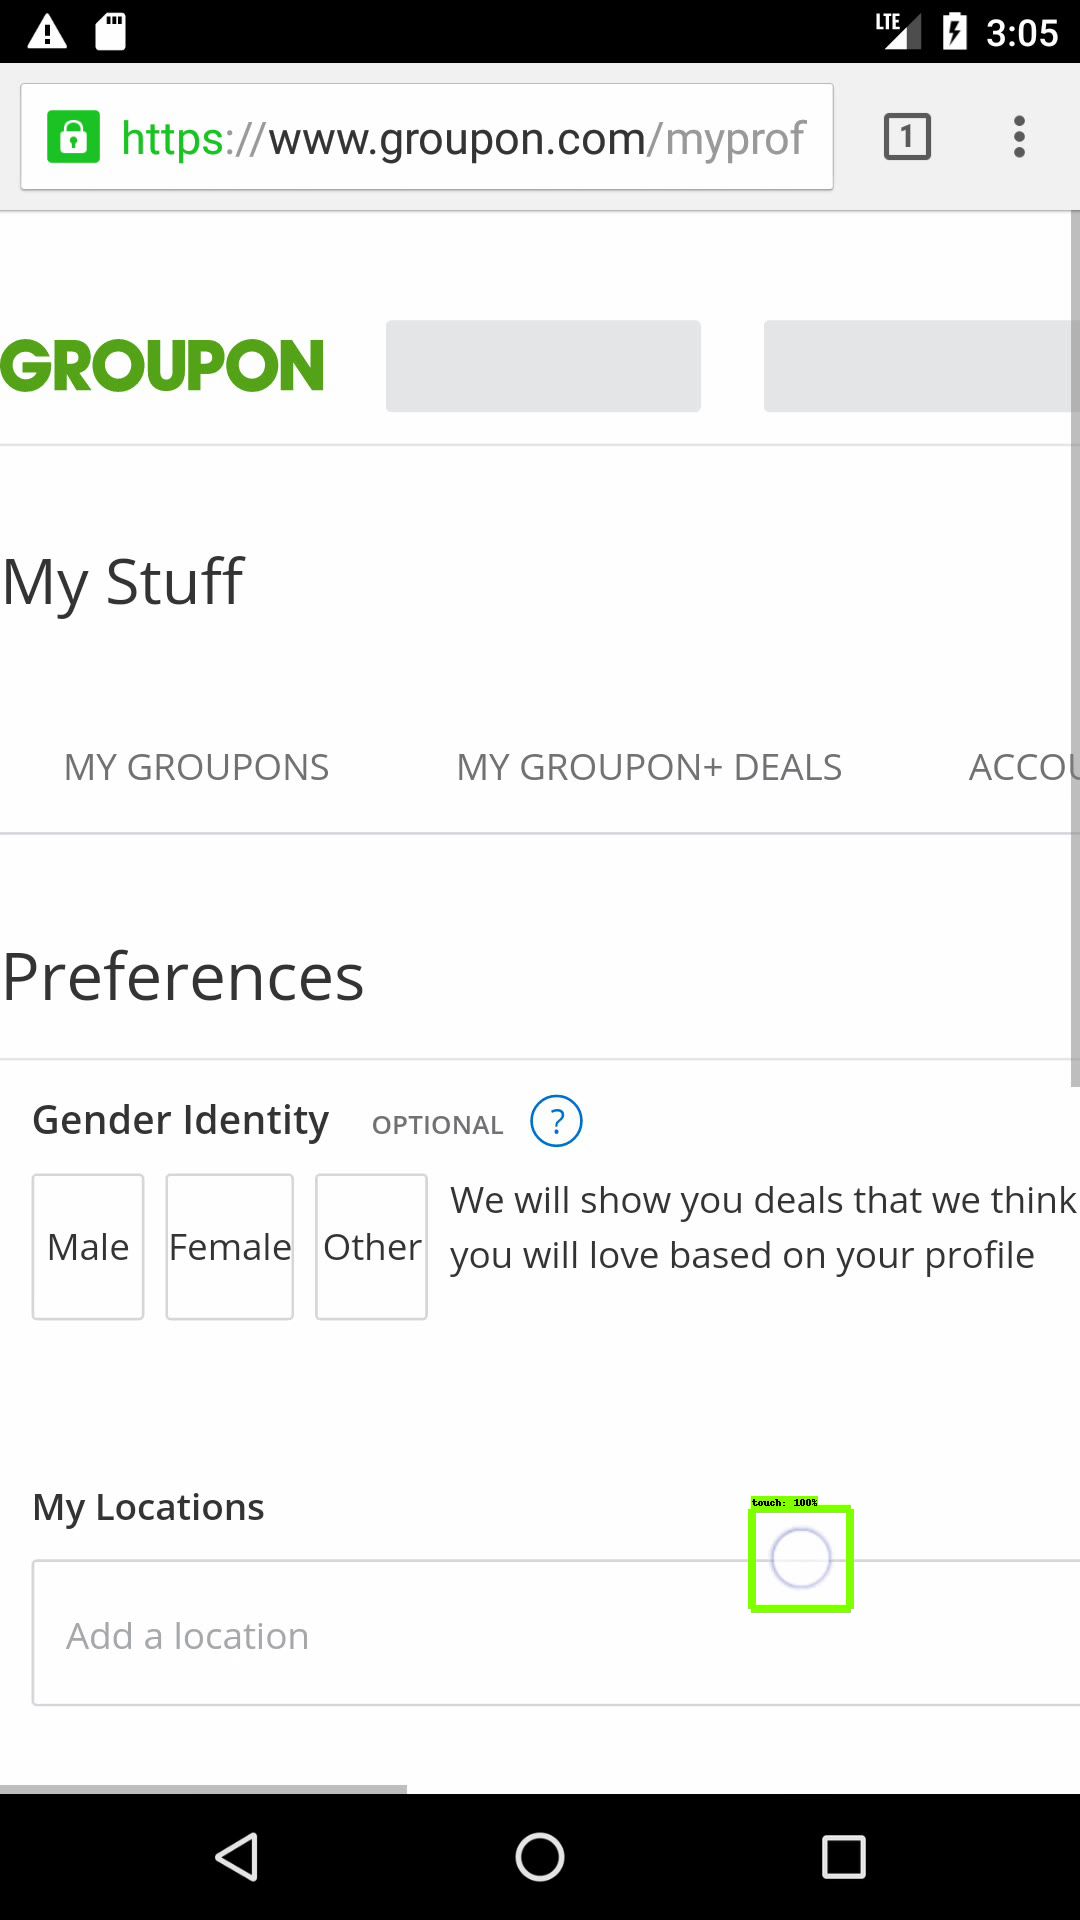 LTE 3:05
https://www.groupon.com/myprof 1
GROUPON
My Stuff
MY GROUPONS MY GROUPON+ DEALS ACCOU
Preferences
Gender Identity OPTIONAL ?
Male Female Other We will show you deals that we think
you will love based on your profile
My Locations
touch: 100%
Add a location